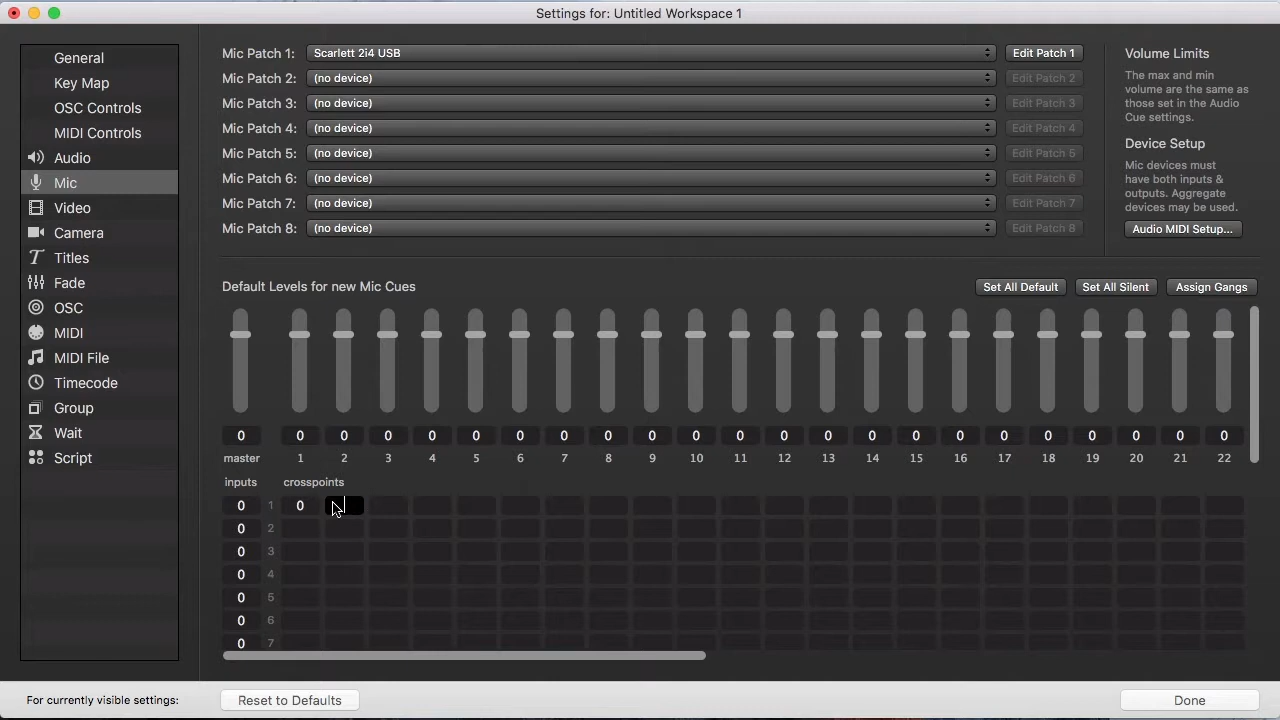 Settings for: Untitled Workspace 1
General
Key Map
OSC Controls
MIDI Controls
Audio
Mic
Video
Camera
Titles
Fade
OSC
MIDI
MIDI File
Timecode
Group
Wait
Script
Mic Patch 1: Scarlett 2i4 USB Edit Patch 1
Mic Patch 2: (no device) Edit Patch 2
Mic Patch 3: (no device) Edit Patch 3
Mic Patch 4: (no device) Edit Patch 4
Mic Patch 5: (no device) Edit Patch 5
Mic Patch 6: (no device) Edit Patch 6
Mic Patch 7: (no device) Edit Patch 7
Mic Patch 8: (no device) Edit Patch 8
Volume Limits
The max and min
volume are the same as
those set in the Audio
Cue settings.
Device Setup
Mic devices must
have both inputs &
outputs. Aggregate
devices may be used.
Audio MIDI Setup...
Default Levels for new Mic Cues Set All Default Set All Silent Assign Gangs
0 0 0 0 0 0 0 0 0 0 0 0 0 0 0 0 0 0 0 0 0 0 0
master 1 2 3 4 5 6 7 8 9 10 11 12 13 14 15 16 17 18 19 20 21 22
inputs crosspoints
0 1 0
0 2
0 3
0 4
0 5
0 6
0 7
For currently visible settings: Reset to Defaults Done